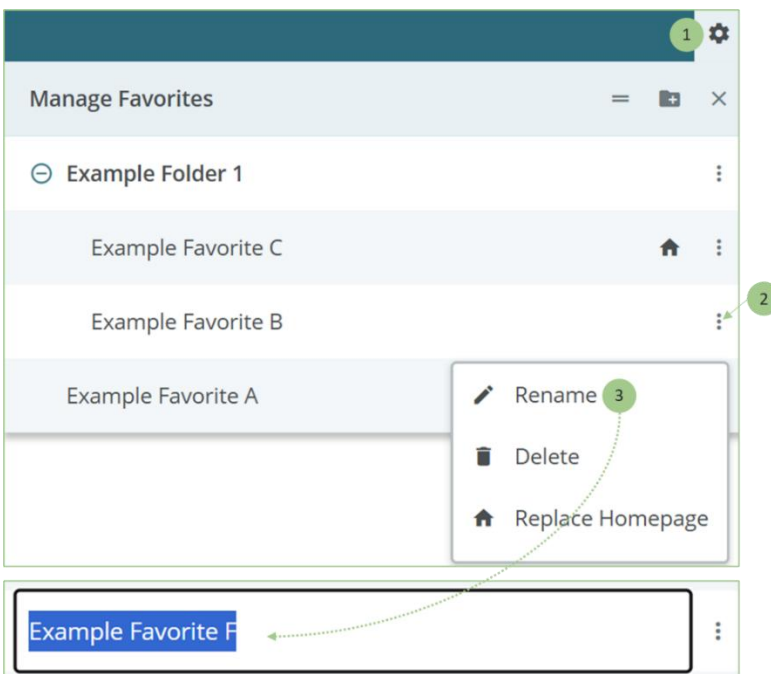 1
Manage Favorites
Example Folder 1
Example Favorite C
Example Favorite B
2
Example Favorite A
Rename 3
Delete
Replace Homepage
Example Favorite F